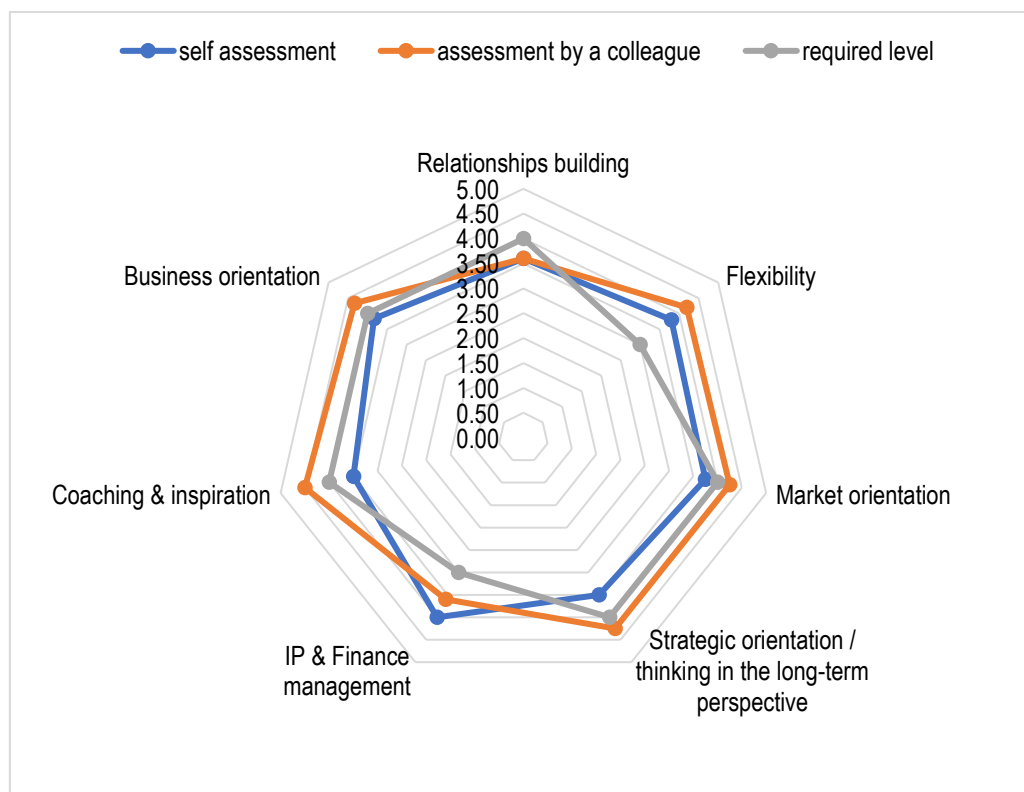 self assessment
assessment by a colleague
required level
Relationships building
5.00
4.50
4.00
3.50
3.00
2.50
2.00
1.50
1.00
0.50
0.00
Business orientation
Flexibility
Coaching & inspiration
Market orientation
IP & Finance
management
Strategic orientation /
thinking in the long-term
perspective